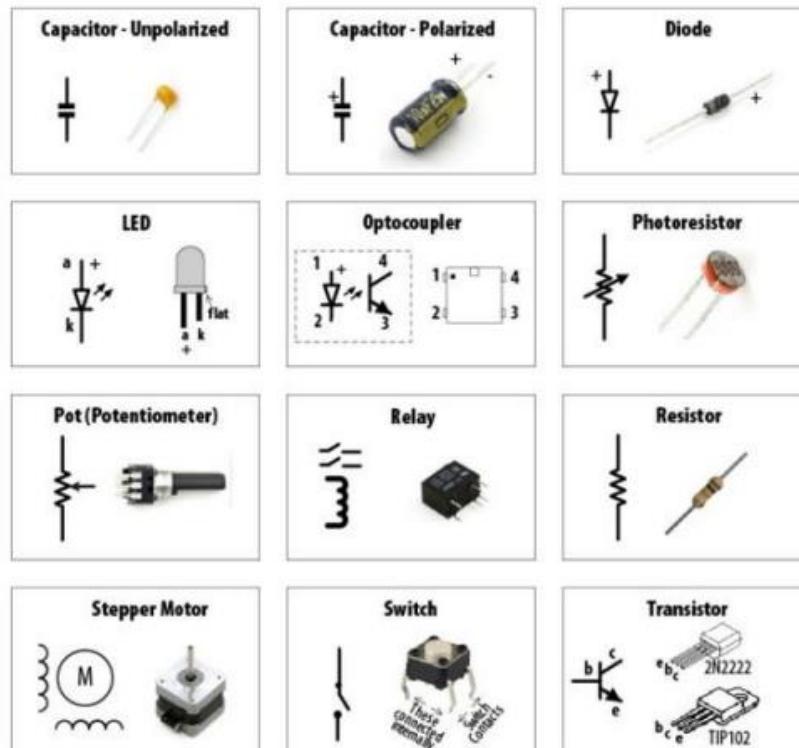 Capacitor - Unpolarized
Capacitor - Polarized
+
+
-
Diode
+
+
LED
a +
k
flat
a k
+
Optocoupler
1 + 4
2 3
1 4
2 3
Photoresistor
Pot (Potentiometer)
Relay
Resistor
Stepper Motor
M
Switch
These
connected
internally
Switch
Contacts
Transistor
c
b
e
e b c
2N2222
b c e
TIP102